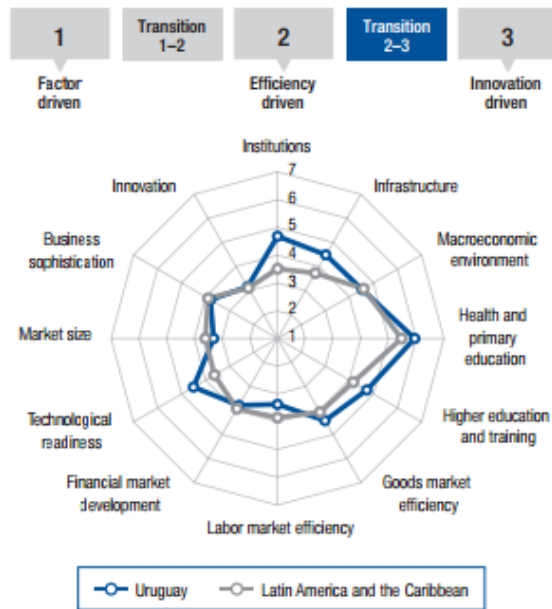 1
Transition
1–2
2
Transition
2–3
3
Factor
driven
Efficiency
driven
Innovation
driven
Institutions
7
6
5
4
3
2
1
Infrastructure
Macroeconomic
environment
Health and
primary
education
Higher education
and training
Goods market
efficiency
Labor market efficiency
Financial market
development
Technological
readiness
Market size
Business
sophistication
Innovation
Uruguay
Latin America and the Caribbean